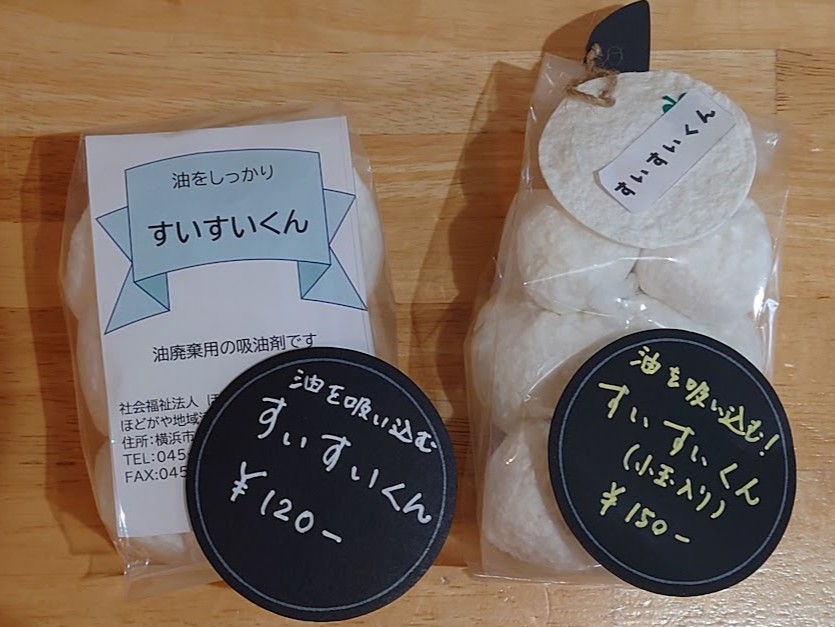 油をしっかり
すいすいくん
油廃棄用の吸油剤です
社会福祉法人 ほ
ほどがや地域
住所:横浜市
TEL:045
FAX:045
油を吸い込む
すいすいくん
¥120-
すいすいくん
油を吸い込む!
すいすいくん
(小玉入り)
¥150-